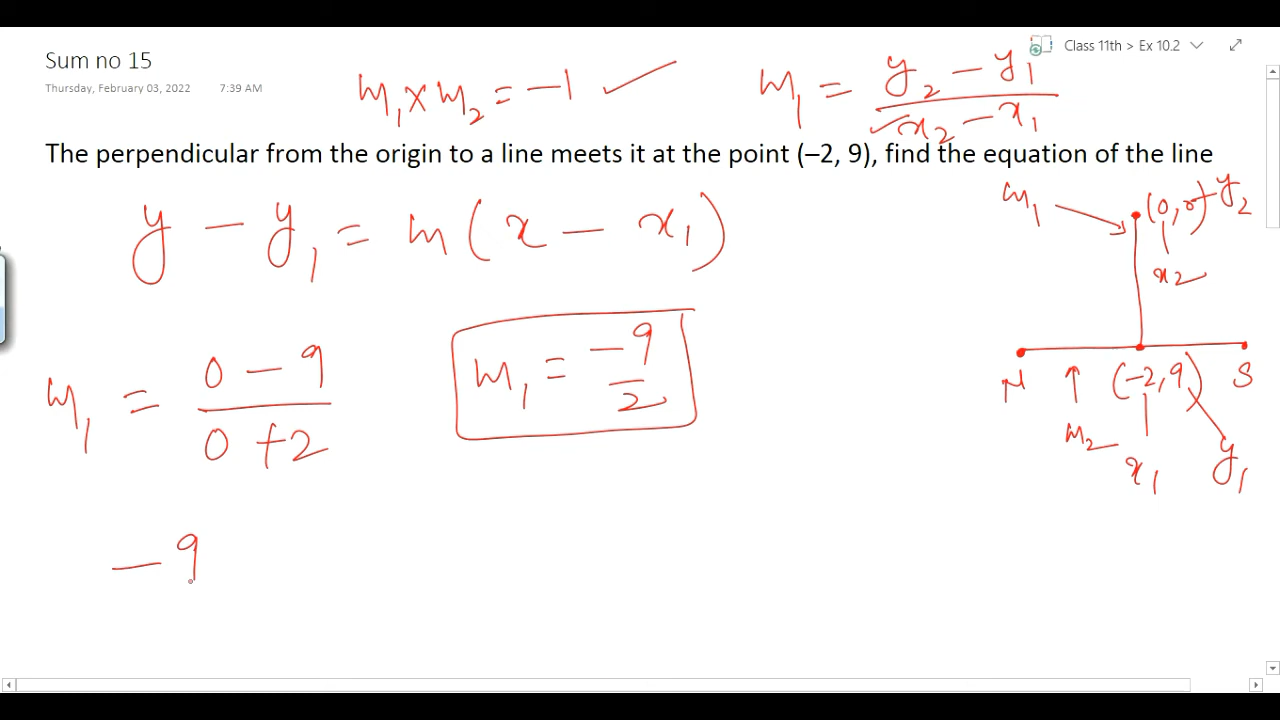 Sum no 15
Class 11th > Ex 10.2
Thursday, February 03, 2022 7:39 AM
m₁ × m₂ = −1 ✓
m₁ = (y₂ − y₁)/(x₂ − x₁)
The perpendicular from the origin to a line meets it at the point (–2, 9), find the equation of the line
y − y₁ = m(x − x₁)
m₁
(0, 0) y₂
x₂
m₁ = (0 − 9)/(0 + 2)
m₁ = −9/2
N (−2, 9) S
m₂
x₁ y₁
− 9